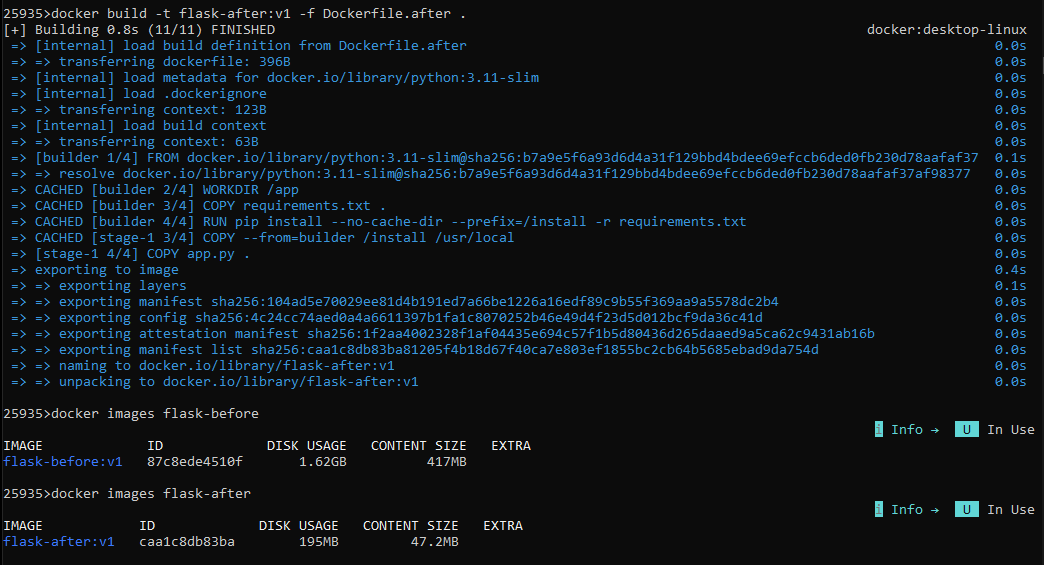 25935>docker build -t flask-after:v1 -f Dockerfile.after .
[+] Building 0.8s (11/11) FINISHED docker:desktop-linux
=> [internal] load build definition from Dockerfile.after 0.0s
=> => transferring dockerfile: 396B 0.0s
=> [internal] load metadata for docker.io/library/python:3.11-slim 0.0s
=> [internal] load .dockerignore 0.0s
=> => transferring context: 123B 0.0s
=> [internal] load build context 0.0s
=> => transferring context: 63B 0.0s
=> [builder 1/4] FROM docker.io/library/python:3.11-slim@sha256:b7a9e5f6a93d6d4a31f129bbd4bdee69efccb6ded0fb230d78aafaf37 0.1s
=> => resolve docker.io/library/python:3.11-slim@sha256:b7a9e5f6a93d6d4a31f129bbd4bdee69efccb6ded0fb230d78aafaf37af98377 0.0s
=> CACHED [builder 2/4] WORKDIR /app 0.0s
=> CACHED [builder 3/4] COPY requirements.txt . 0.0s
=> CACHED [builder 4/4] RUN pip install --no-cache-dir --prefix=/install -r requirements.txt 0.0s
=> CACHED [stage-1 3/4] COPY --from=builder /install /usr/local 0.0s
=> [stage-1 4/4] COPY app.py . 0.0s
=> exporting to image 0.4s
=> => exporting layers 0.1s
=> => exporting manifest sha256:104ad5e70029ee81d4b191ed7a66be1226a16edf89c9b55f369aa9a5578dc2b4 0.0s
=> => exporting config sha256:4c24cc74aed0a4a6611397b1fa1c8070252b46e49d4f23d5d012bcf9da36c41d 0.0s
=> => exporting attestation manifest sha256:1f2aa4002328f1af04435e694c57f1b5d80436d265daaed9a5ca62c9431ab16b 0.0s
=> => exporting manifest list sha256:caa1c8db83ba81205f4b18d67f40ca7e803ef1855bc2cb64b5685ebad9da754d 0.0s
=> => naming to docker.io/library/flask-after:v1 0.0s
=> => unpacking to docker.io/library/flask-after:v1 0.0s
25935>docker images flask-before
i Info → U In Use
IMAGE ID DISK USAGE CONTENT SIZE EXTRA
flask-before:v1 87c8ede4510f 1.62GB 417MB
25935>docker images flask-after
i Info → U In Use
IMAGE ID DISK USAGE CONTENT SIZE EXTRA
flask-after:v1 caa1c8db83ba 195MB 47.2MB